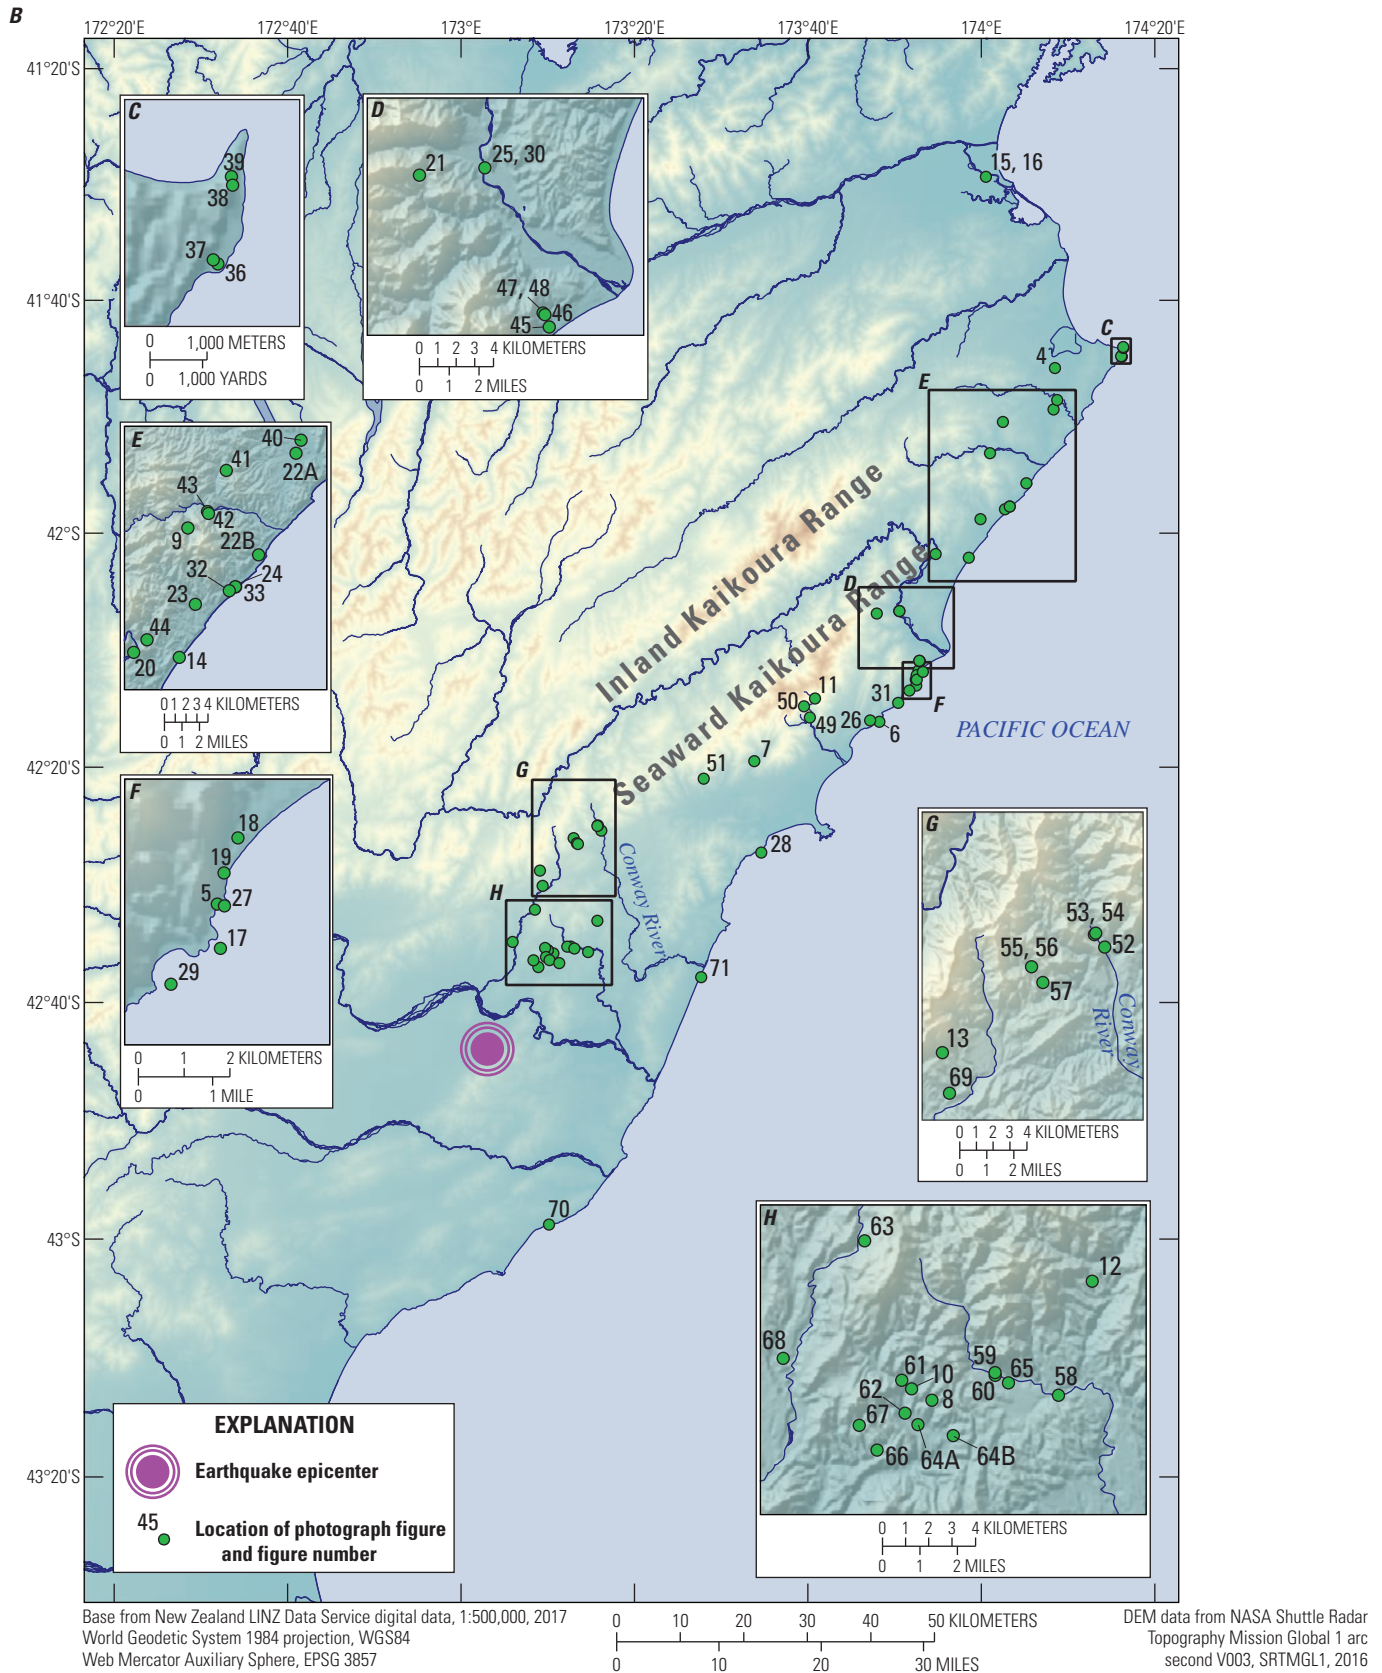 B
172°20'E
172°40'E
173°E
173°20'E
173°40'E
174°E
174°20'E
41°20'S
41°40'S
42°S
42°20'S
42°40'S
43°S
43°20'S
C
39
38
37
36
0 1,000 METERS
0 1,000 YARDS
D
21
25, 30
47, 48
46
45
0 1 2 3 4 KILOMETERS
0 1 2 MILES
15, 16
C
4
E
E
40
22A
41
43
42
9
22B
32
24
33
23
44
20
14
0 1 2 3 4 KILOMETERS
0 1 2 MILES
Inland Kaikoura Range
Seaward Kaikoura Range
D
F
31
11
50
49
26
6
PACIFIC OCEAN
7
51
F
18
19
5
27
17
29
0 1 2 KILOMETERS
0 1 MILE
G
28
Conway River
H
71
G
53, 54
52
55, 56
57
Conway
River
13
69
0 1 2 3 4 KILOMETERS
0 1 2 MILES
70
H
63
12
68
59
61
10
65
58
60
62
8
67
66
64A
64B
0 1 2 3 4 KILOMETERS
0 1 2 MILES
EXPLANATION
Earthquake epicenter
45
Location of photograph figure
and figure number
Base from New Zealand LINZ Data Service digital data, 1:500,000, 2017
World Geodetic System 1984 projection, WGS84
Web Mercator Auxiliary Sphere, EPSG 3857
0 10 20 30 40 50 KILOMETERS
0 10 20 30 MILES
DEM data from NASA Shuttle Radar
Topography Mission Global 1 arc
second V003, SRTMGL1, 2016